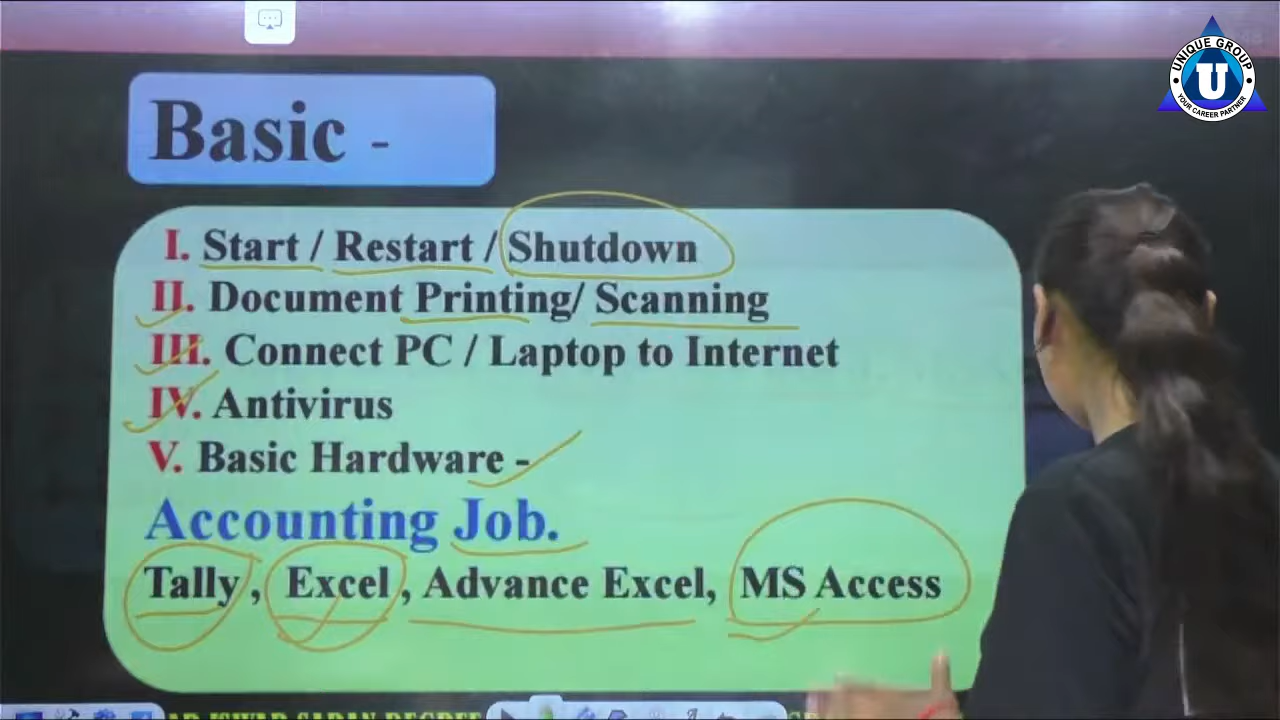 UNIQUE GROUP
U
YOUR CAREER PARTNER
Basic -
I. Start / Restart / Shutdown
II. Document Printing/ Scanning
III. Connect PC / Laptop to Internet
IV. Antivirus
V. Basic Hardware -
Accounting Job.
Tally , Excel , Advance Excel, MS Access